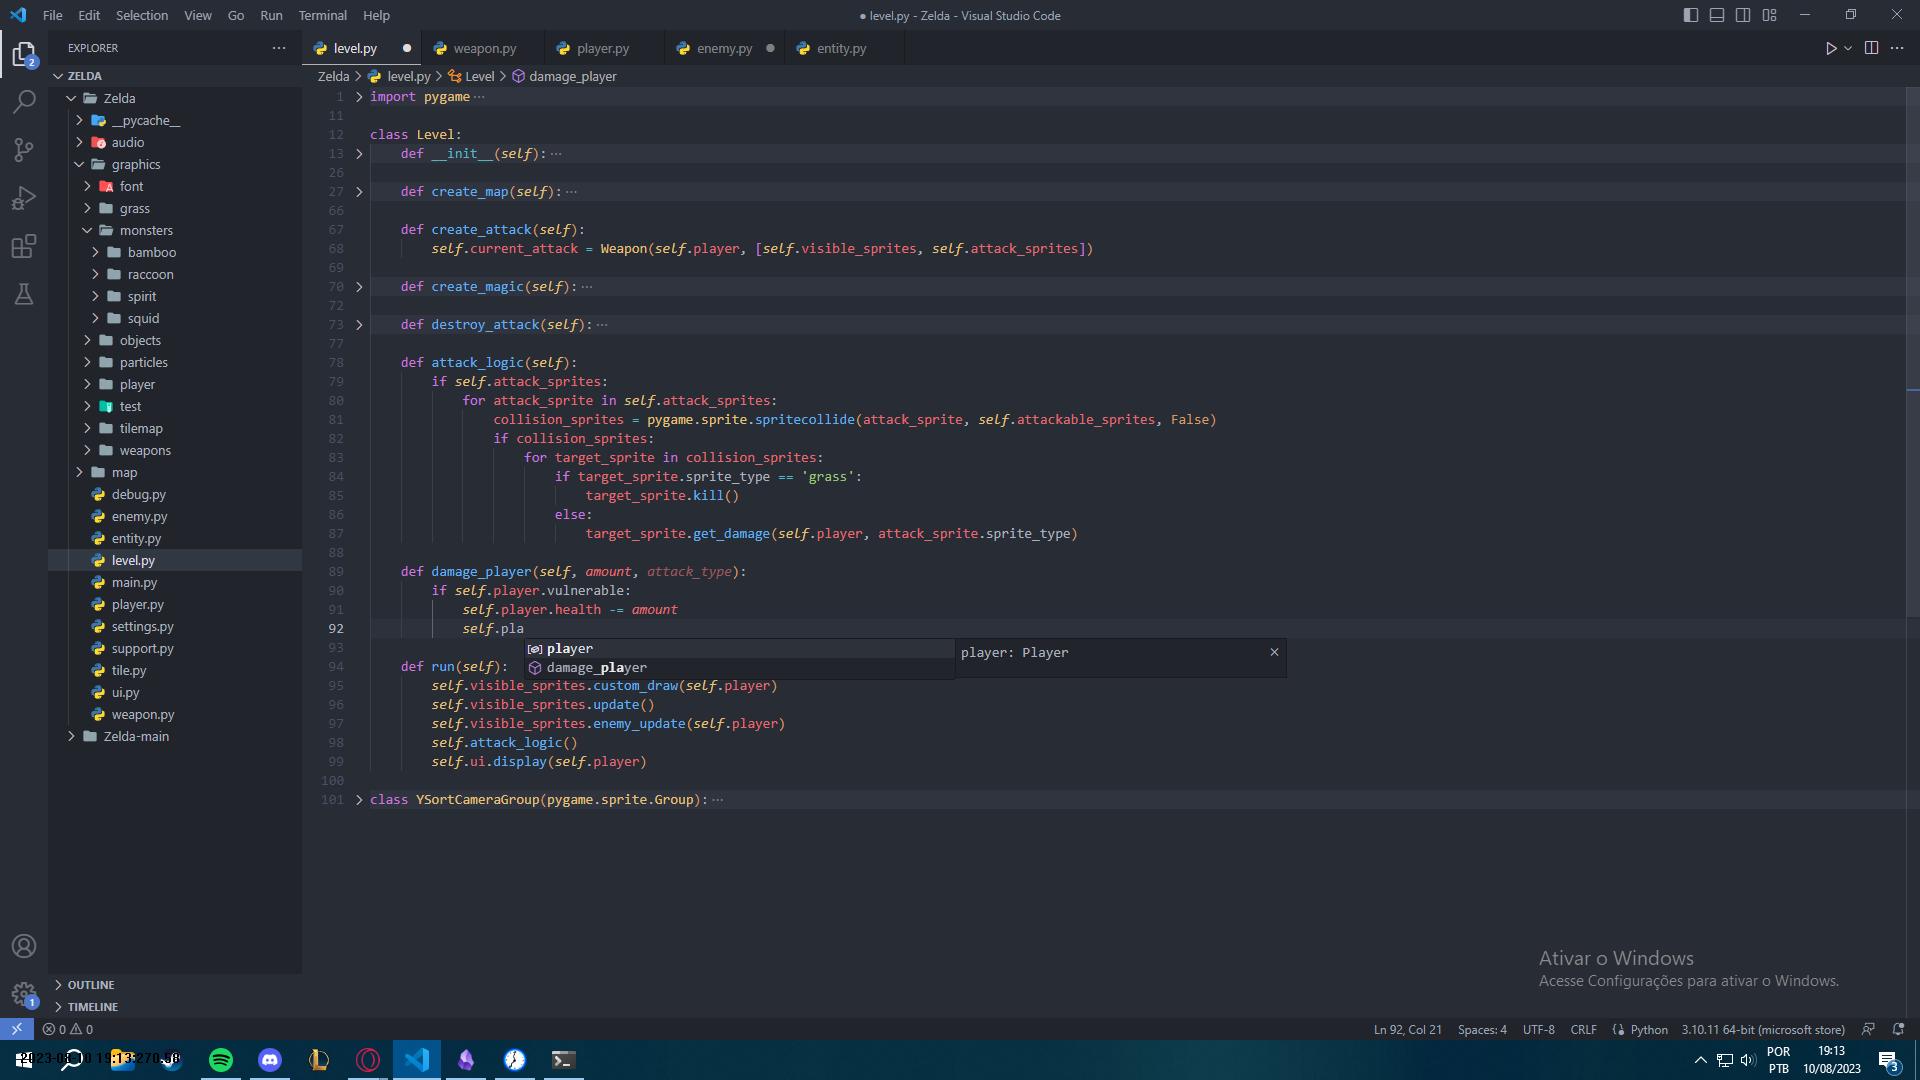 File Edit Selection View Go Run Terminal Help
● level.py - Zelda - Visual Studio Code
EXPLORER
level.py weapon.py player.py enemy.py entity.py
ZELDA
Zelda > level.py > Level > damage_player
Zelda
__pycache__
audio
graphics
font
grass
monsters
bamboo
raccoon
spirit
squid
objects
particles
player
test
tilemap
weapons
map
debug.py
enemy.py
entity.py
level.py
main.py
player.py
settings.py
support.py
tile.py
ui.py
weapon.py
Zelda-main
OUTLINE
TIMELINE
2
1
1 import pygame ···
11
12 class Level:
13 def __init__(self): ···
26
27 def create_map(self): ···
66
67 def create_attack(self):
68 self.current_attack = Weapon(self.player, [self.visible_sprites, self.attack_sprites])
69
70 def create_magic(self): ···
72
73 def destroy_attack(self): ···
77
78 def attack_logic(self):
79 if self.attack_sprites:
80 for attack_sprite in self.attack_sprites:
81 collision_sprites = pygame.sprite.spritecollide(attack_sprite, self.attackable_sprites, False)
82 if collision_sprites:
83 for target_sprite in collision_sprites:
84 if target_sprite.sprite_type == 'grass':
85 target_sprite.kill()
86 else:
87 target_sprite.get_damage(self.player, attack_sprite.sprite_type)
88
89 def damage_player(self, amount, attack_type):
90 if self.player.vulnerable:
91 self.player.health -= amount
92 self.pla
player
player: Player
damage_player
93
94 def run(self):
95 self.visible_sprites.custom_draw(self.player)
96 self.visible_sprites.update()
97 self.visible_sprites.enemy_update(self.player)
98 self.attack_logic()
99 self.ui.display(self.player)
100
101 class YSortCameraGroup(pygame.sprite.Group): ···
Ativar o Windows
Acesse Configurações para ativar o Windows.
0 0
Ln 92, Col 21 Spaces: 4 UTF-8 CRLF Python 3.10.11 64-bit (microsoft store)
POR
PTB
19:13
10/08/2023
3